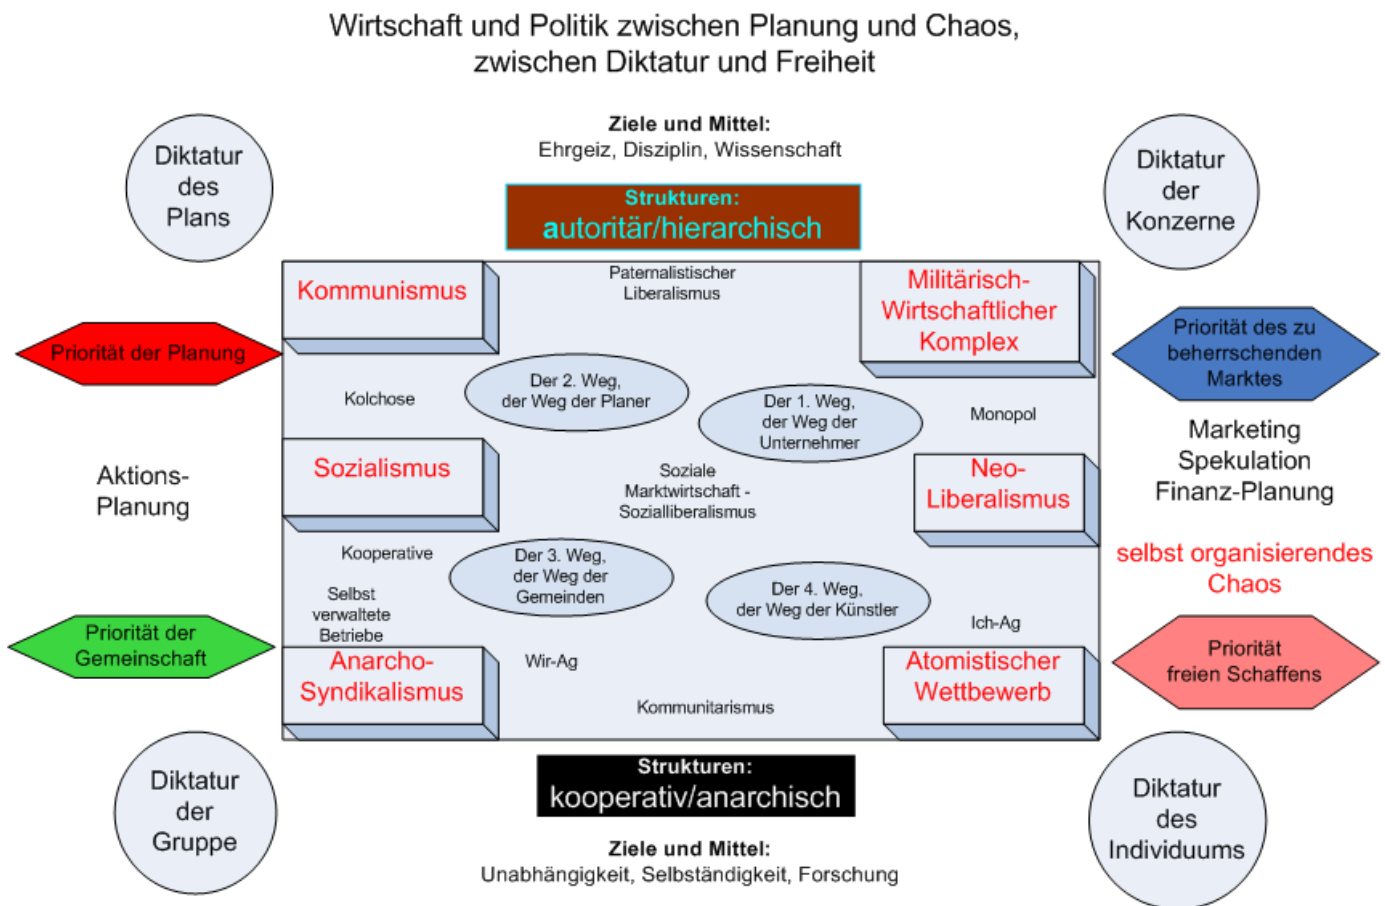 Wirtschaft und Politik zwischen Planung und Chaos,
zwischen Diktatur und Freiheit
Ziele und Mittel:
Ehrgeiz, Disziplin, Wissenschaft
Diktatur
des
Plans
Diktatur
der
Konzerne
Strukturen:
autoritär/hierarchisch
Kommunismus
Paternalistischer
Liberalismus
Militärisch-
Wirtschaftlicher
Komplex
Priorität der Planung
Priorität des zu
beherrschenden
Marktes
Kolchose
Der 2. Weg,
der Weg der Planer
Der 1. Weg,
der Weg der
Unternehmer
Monopol
Marketing
Spekulation
Finanz-Planung
Aktions-
Planung
Sozialismus
Soziale
Marktwirtschaft -
Sozialliberalismus
Neo-
Liberalismus
Kooperative
Der 3. Weg,
der Weg der
Gemeinden
Der 4. Weg,
der Weg der Künstler
selbst organisierendes
Chaos
Selbst
verwaltete
Betriebe
Ich-Ag
Priorität der
Gemeinschaft
Anarcho-
Syndikalismus
Wir-Ag
Kommunitarismus
Atomistischer
Wettbewerb
Priorität
freien Schaffens
Strukturen:
kooperativ/anarchisch
Diktatur
der
Gruppe
Diktatur
des
Individuums
Ziele und Mittel:
Unabhängigkeit, Selbständigkeit, Forschung